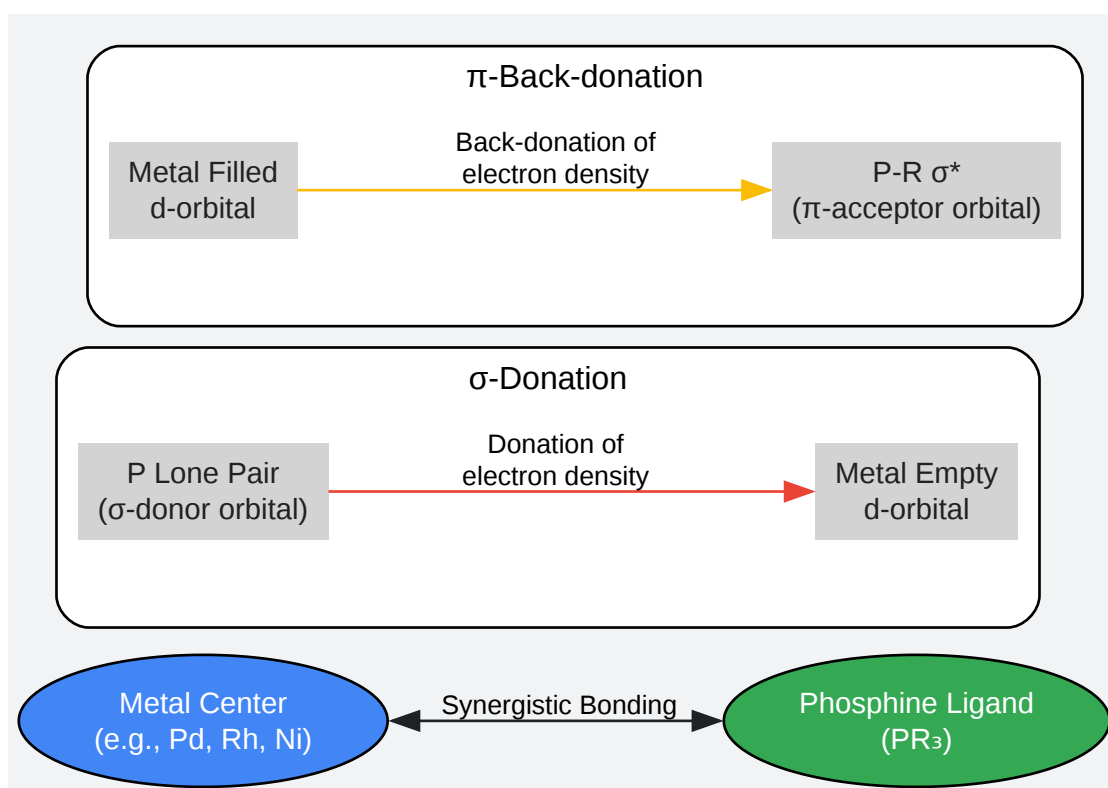 π-Back-donation
Back-donation of
electron density
Metal Filled
d-orbital
P-R σ*
(π-acceptor orbital)
σ-Donation
Donation of
electron density
P Lone Pair
(σ-donor orbital)
Metal Empty
d-orbital
Metal Center
(e.g., Pd, Rh, Ni)
Synergistic Bonding
Phosphine Ligand
(PR₃)